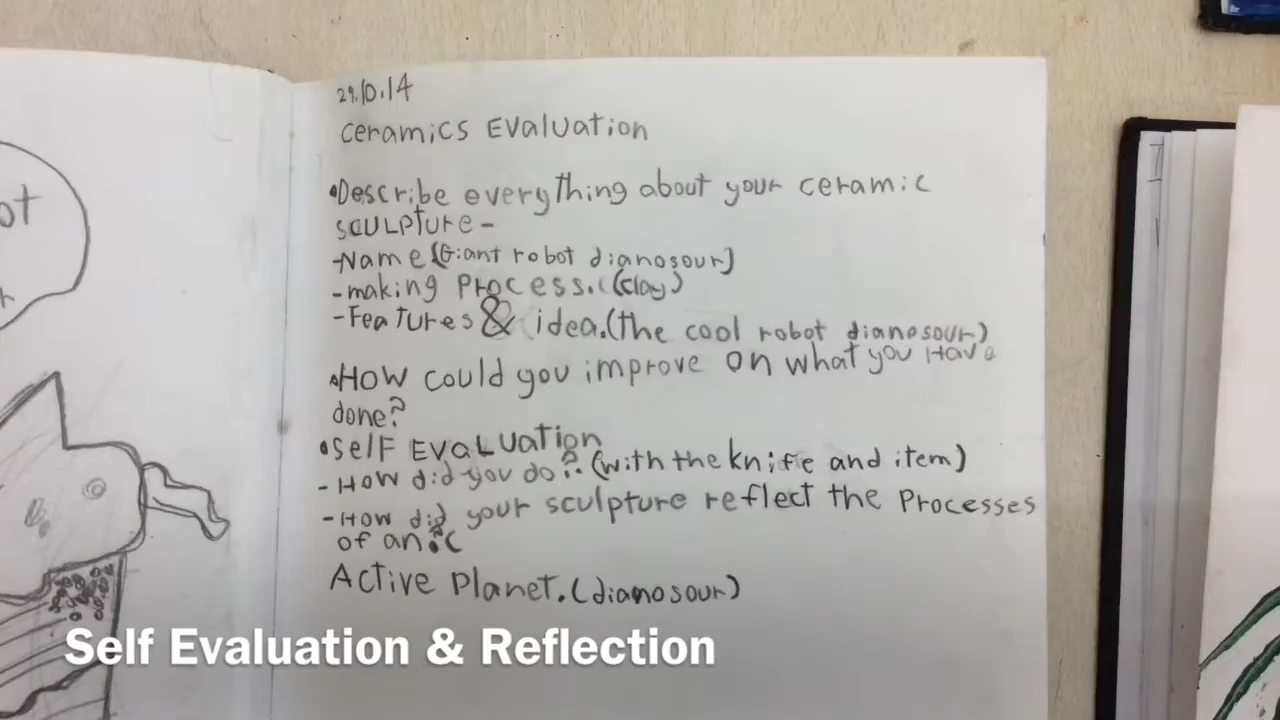 ot
r
29.10.14
Ceramics Evaluation
•Describe everything about your ceramic
sculpture-
-Name (Giant robot dianosour)
-making process.(clay)
-Features & idea.(the cool robot dianosour)
•How could you improve on what you have
done?
•Self Evaluation
-How did you do?.(with the knife and item)
-How did your sculpture reflect the Processes
of an?(
Active Planet.(dianosour)
Self Evaluation & Reflection